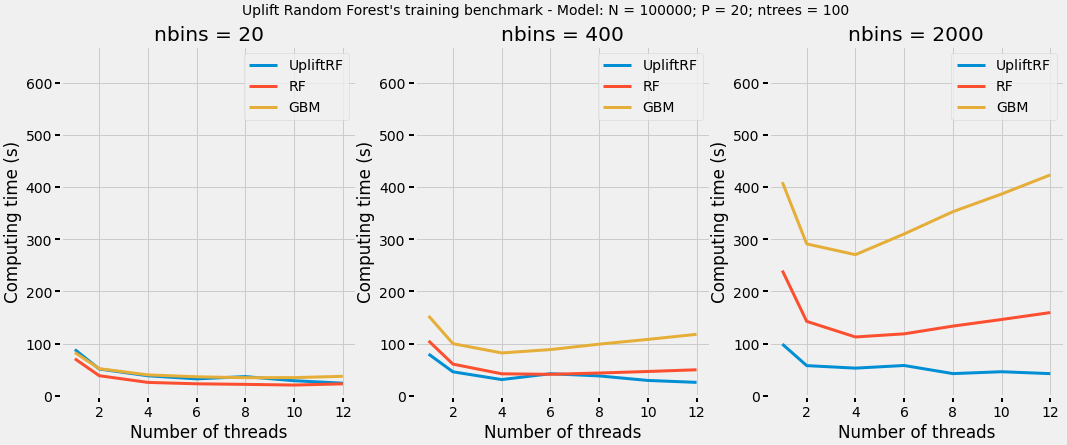 Uplift Random Forest's training benchmark - Model: N = 100000; P = 20; ntrees = 100
nbins = 20
UpliftRF
RF
GBM
600
500
400
300
200
100
0
Computing time (s)
2 4 6 8 10 12
Number of threads
nbins = 400
UpliftRF
RF
GBM
600
500
400
300
200
100
0
Computing time (s)
2 4 6 8 10 12
Number of threads
nbins = 2000
UpliftRF
RF
GBM
600
500
400
300
200
100
0
Computing time (s)
2 4 6 8 10 12
Number of threads